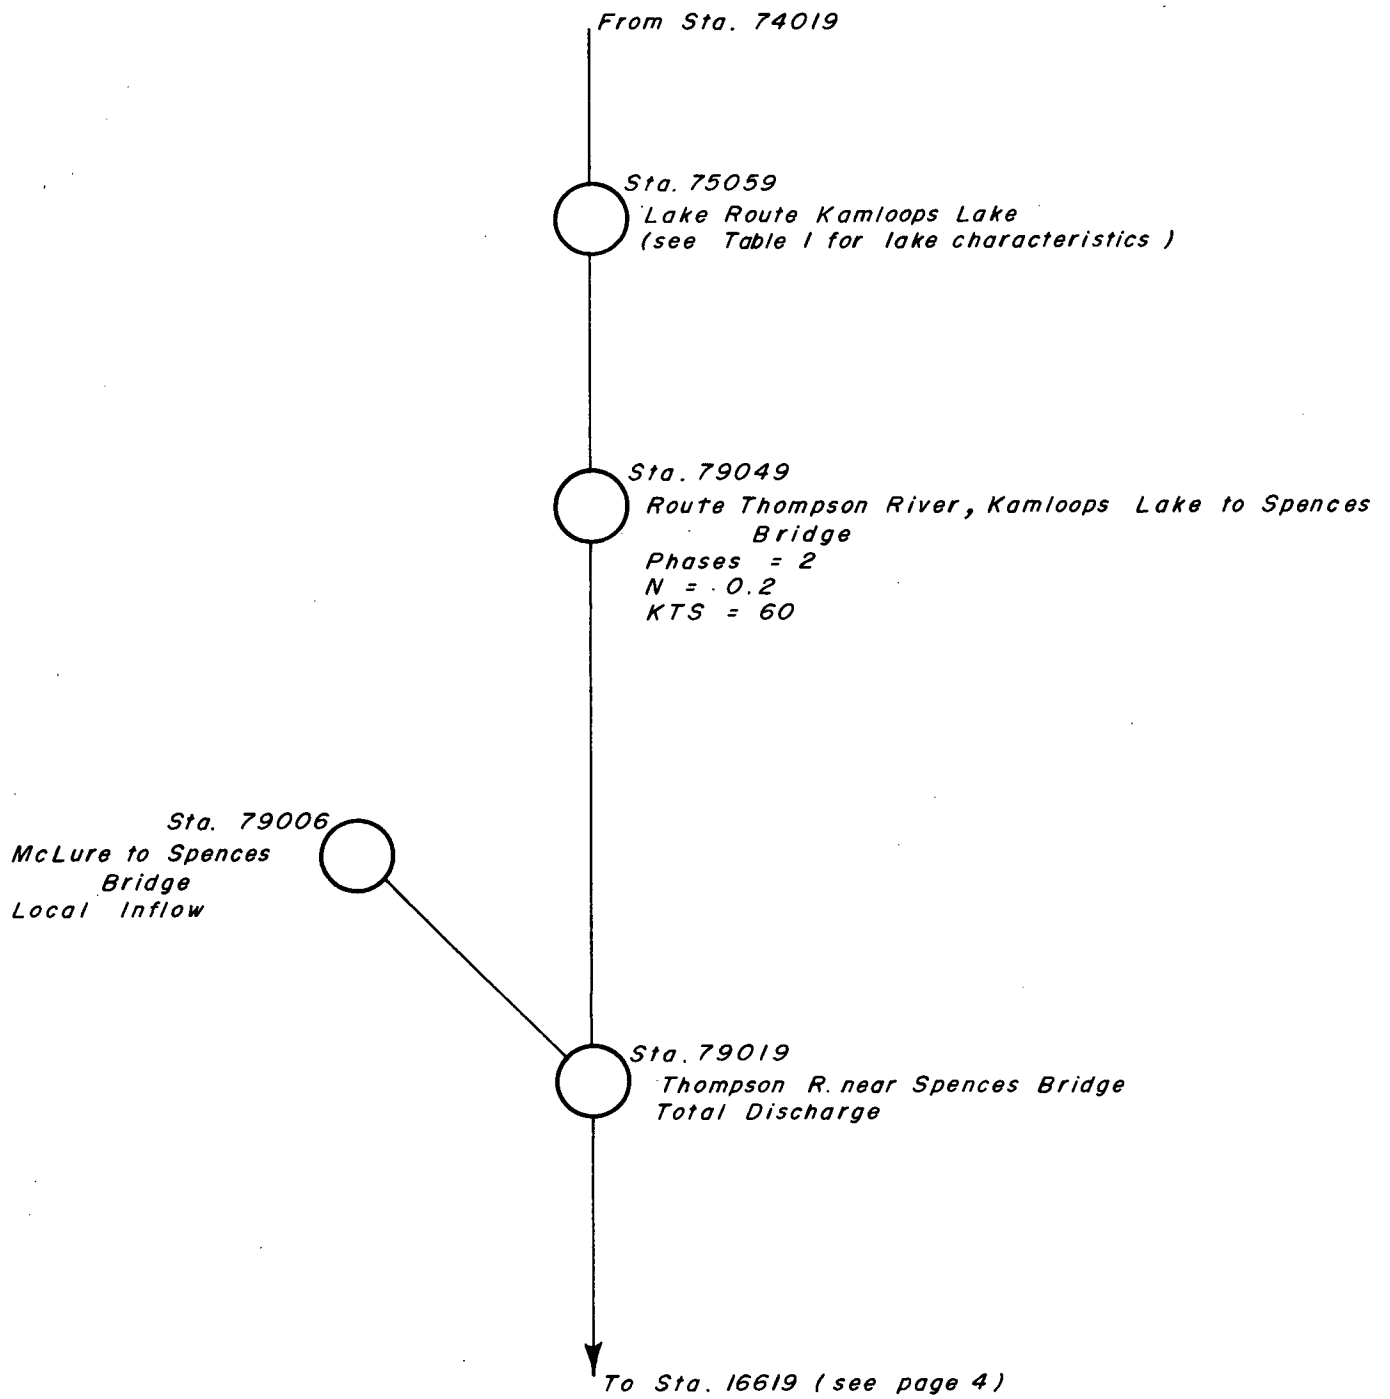 From Sta. 74019
Sta. 75059
Lake Route Kamloops Lake
(see Table 1 for lake characteristics)
Sta. 79049
Route Thompson River, Kamloops Lake to Spences
Bridge
Phases = 2
N = 0.2
KTS = 60
Sta. 79006
McLure to Spences
Bridge
Local Inflow
Sta. 79019
Thompson R. near Spences Bridge
Total Discharge
To Sta. 16619 (see page 4)